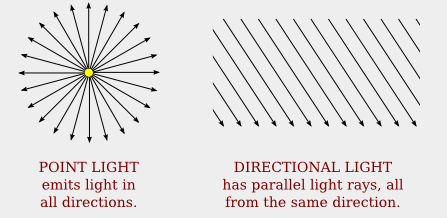 POINT LIGHT
emits light in
all directions.
DIRECTIONAL LIGHT
has parallel light rays, all
from the same direction.